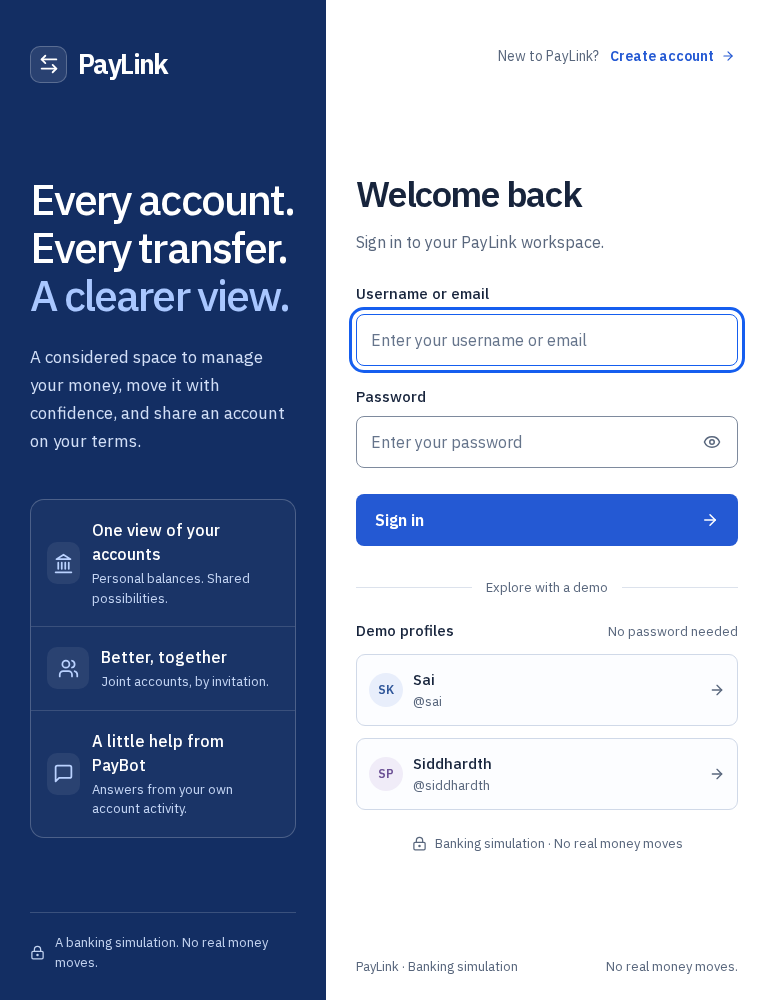 PayLink
Every account.
Every transfer.
A clearer view.
A considered space to manage
your money, move it with
confidence, and share an account
on your terms.
One view of your
accounts
Personal balances. Shared
possibilities.
Better, together
Joint accounts, by invitation.
A little help from
PayBot
Answers from your own
account activity.
A banking simulation. No real money
moves.
New to PayLink? Create account
Welcome back
Sign in to your PayLink workspace.
Username or email
Enter your username or email
Password
Enter your password
Sign in
Explore with a demo
Demo profiles No password needed
SK Sai
@sai
SP Siddhardth
@siddhardth
Banking simulation · No real money moves
PayLink · Banking simulation No real money moves.